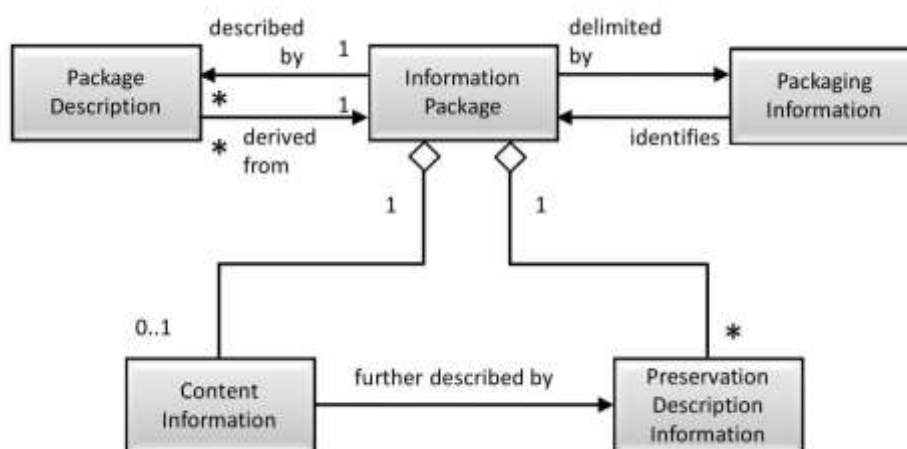 described
by
1
delimited
by
Package
Description
Information
Package
Packaging
Information
*
1
*
derived
from
identifies
1
1
0..1
*
Content
Information
further described by
Preservation
Description
Information